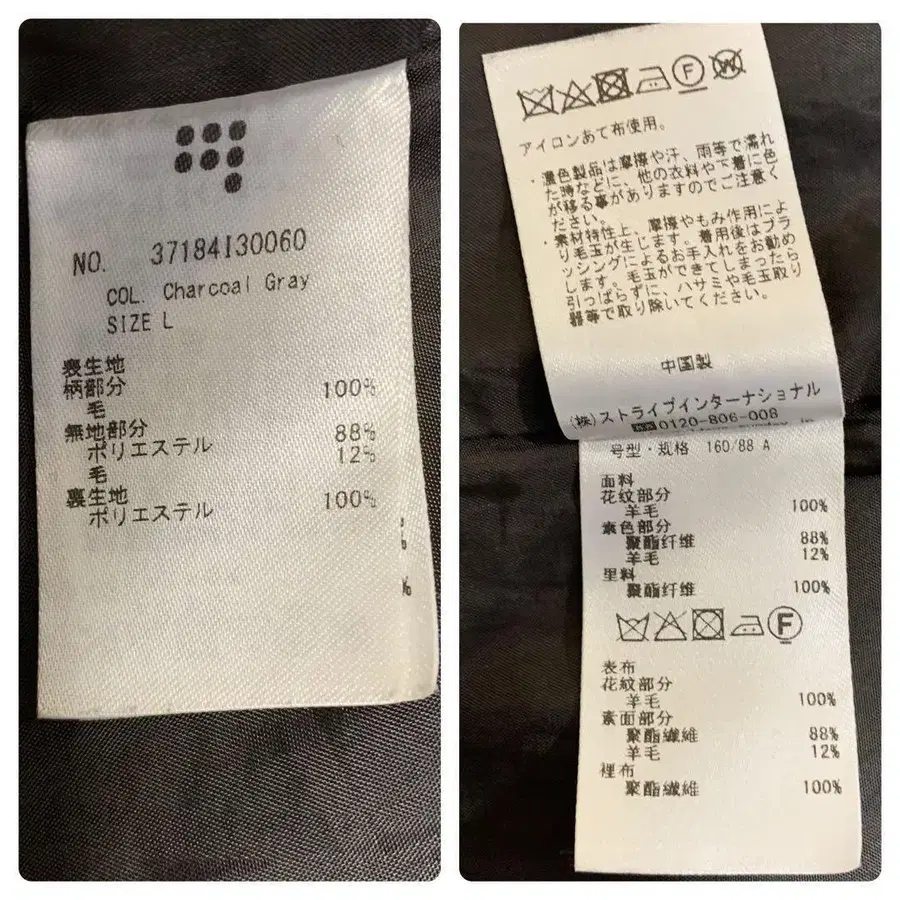 NO. 37184130060
COL. Charcoal Gray
SIZE L
表生地
柄部分 100%
毛
無地部分 88%
ポリエステル 12%
毛
裏生地 100%
ポリエステル
アイロンあて布使用。
・濃色製品は摩擦や汗、雨等で濡れ
た時などに、他の衣料や下着に色
が移る事がありますのでご注意く
ださい。
・素材特性上、摩擦やもみ作用によ
り毛玉が生じます。着用後はブラ
ッシングによるお手入れをお勧め
します。毛玉ができてしまったら
引っぱらずに、ハサミや毛玉取り
器等で取り除いてください。
中国製
(株)ストライプインターナショナル
0120-806-008
号型・规格 160/88 A
面料
花纹部分
羊毛 100%
素色部分
聚酯纤维 88%
羊毛 12%
里料
聚酯纤维 100%
F
表布
花紋部分
羊毛 100%
素面部分
聚酯纖維 88%
羊毛 12%
裡布
聚酯纖維 100%